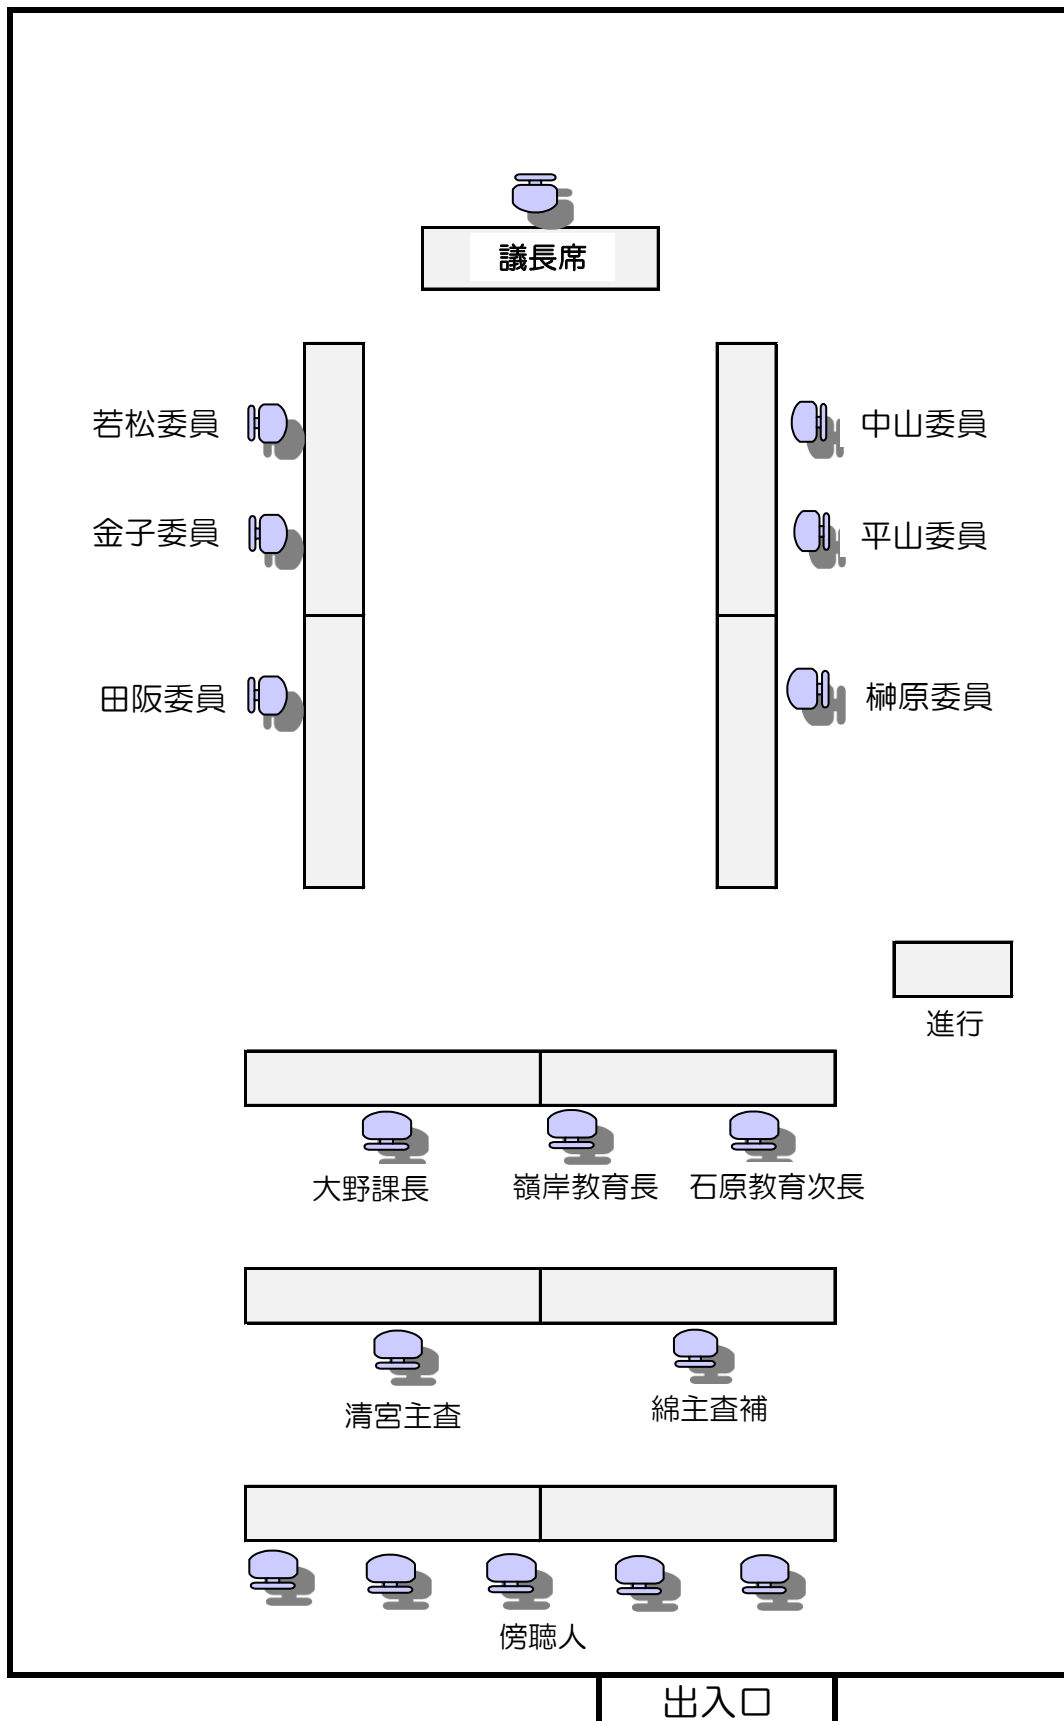 議長席
若松委員
中山委員
金子委員
平山委員
田阪委員
榊原委員
進行
大野課長
嶺岸教育長
石原教育次長
清宮主査
綿主査補
傍聴人
出入口